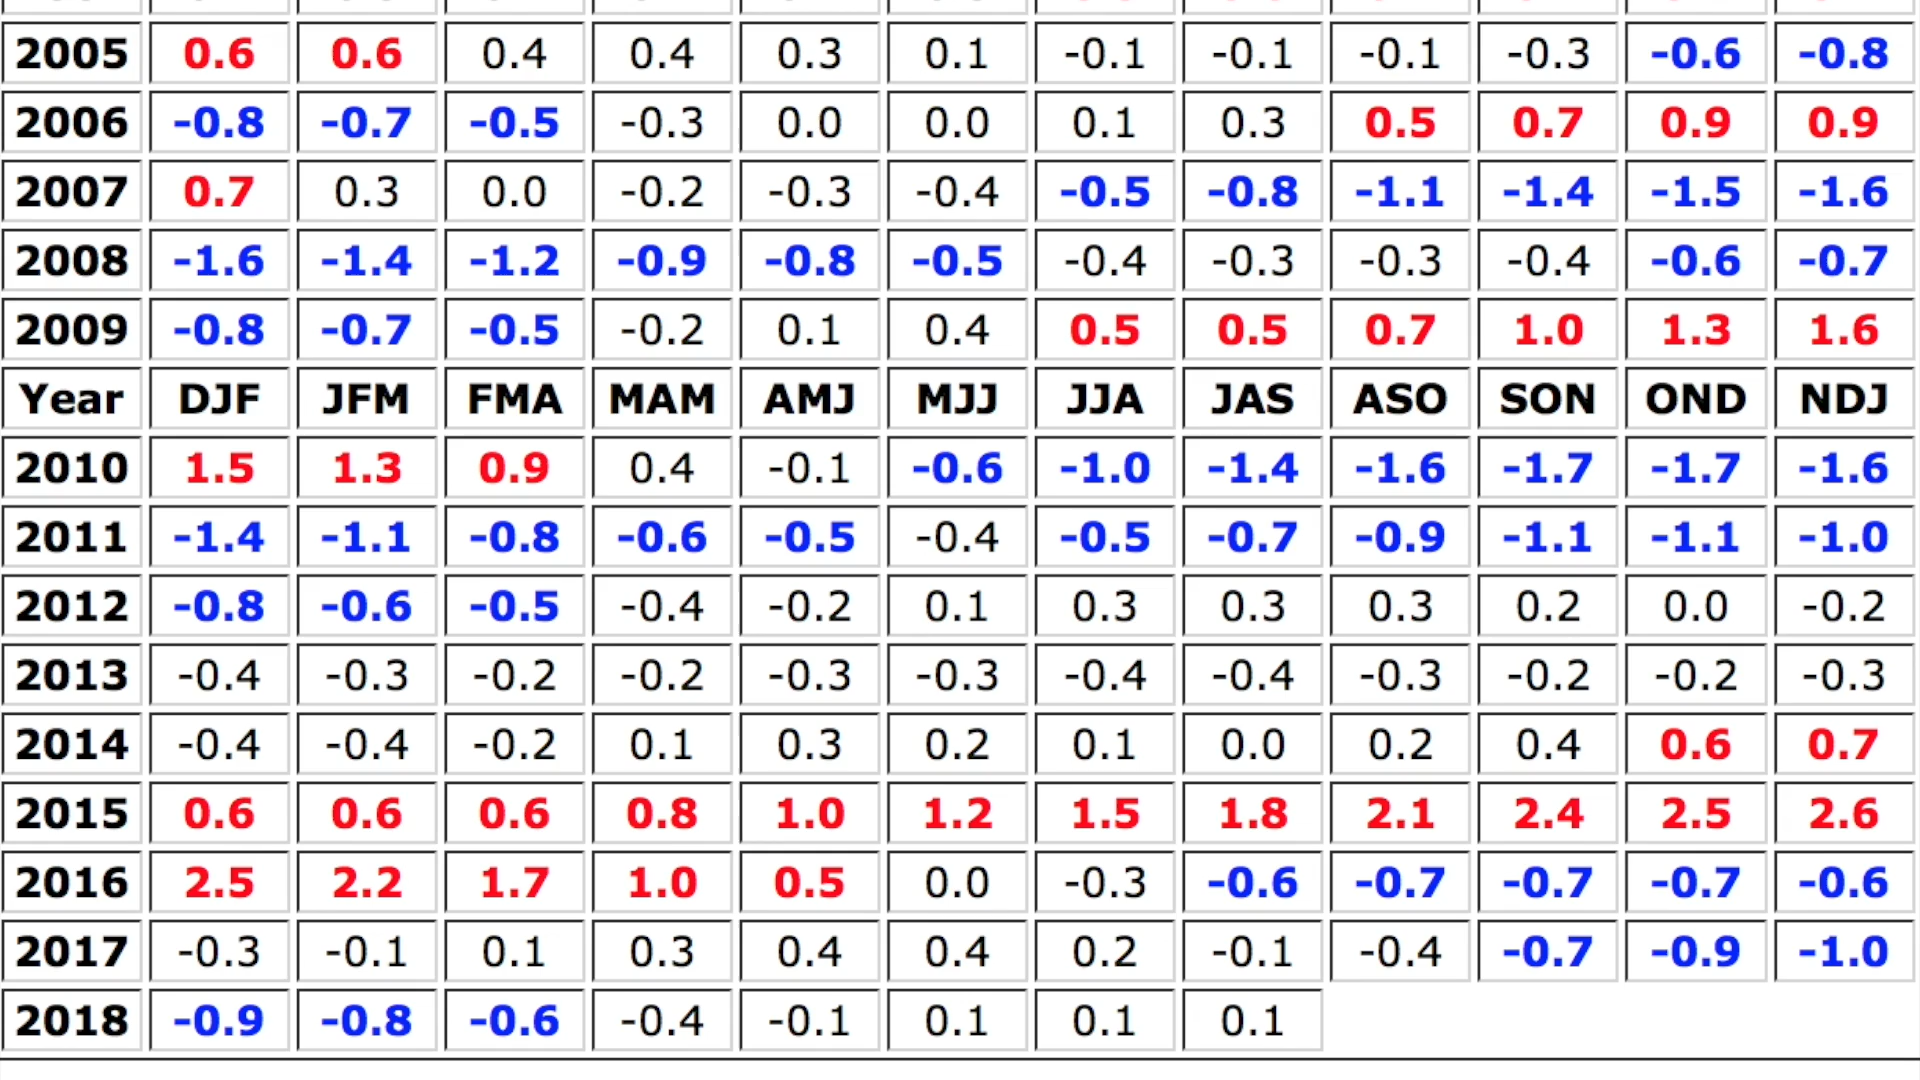 2005 0.6 0.6 0.4 0.4 0.3 0.1 -0.1 -0.1 -0.1 -0.3 -0.6 -0.8
2006 -0.8 -0.7 -0.5 -0.3 0.0 0.0 0.1 0.3 0.5 0.7 0.9 0.9
2007 0.7 0.3 0.0 -0.2 -0.3 -0.4 -0.5 -0.8 -1.1 -1.4 -1.5 -1.6
2008 -1.6 -1.4 -1.2 -0.9 -0.8 -0.5 -0.4 -0.3 -0.3 -0.4 -0.6 -0.7
2009 -0.8 -0.7 -0.5 -0.2 0.1 0.4 0.5 0.5 0.7 1.0 1.3 1.6
Year DJF JFM FMA MAM AMJ MJJ JJA JAS ASO SON OND NDJ
2010 1.5 1.3 0.9 0.4 -0.1 -0.6 -1.0 -1.4 -1.6 -1.7 -1.7 -1.6
2011 -1.4 -1.1 -0.8 -0.6 -0.5 -0.4 -0.5 -0.7 -0.9 -1.1 -1.1 -1.0
2012 -0.8 -0.6 -0.5 -0.4 -0.2 0.1 0.3 0.3 0.3 0.2 0.0 -0.2
2013 -0.4 -0.3 -0.2 -0.2 -0.3 -0.3 -0.4 -0.4 -0.3 -0.2 -0.2 -0.3
2014 -0.4 -0.4 -0.2 0.1 0.3 0.2 0.1 0.0 0.2 0.4 0.6 0.7
2015 0.6 0.6 0.6 0.8 1.0 1.2 1.5 1.8 2.1 2.4 2.5 2.6
2016 2.5 2.2 1.7 1.0 0.5 0.0 -0.3 -0.6 -0.7 -0.7 -0.7 -0.6
2017 -0.3 -0.1 0.1 0.3 0.4 0.4 0.2 -0.1 -0.4 -0.7 -0.9 -1.0
2018 -0.9 -0.8 -0.6 -0.4 -0.1 0.1 0.1 0.1